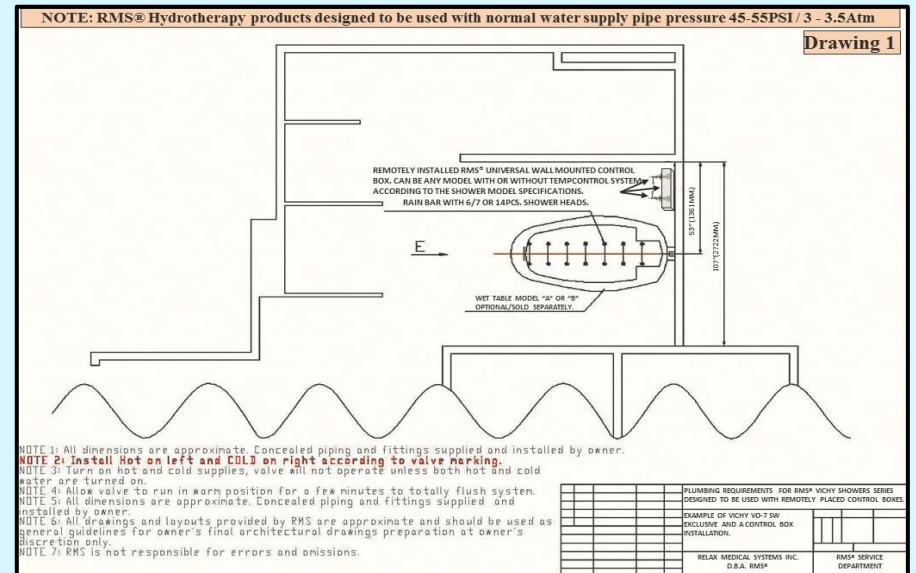 NOTE: RMS® Hydrotherapy products designed to be used with normal water supply pipe pressure 45-55PSI / 3 - 3.5Atm
Drawing 1
REMOTELY INSTALLED RMS® UNIVERSAL WALL MOUNTED CONTROL
BOX. CAN BE ANY MODEL WITH OR WITHOUT TEMPCONTROL SYSTEM
ACCORDING TO THE SHOWER MODEL SPECIFICATIONS.
RAIN BAR WITH 6/7 OR 14PCS. SHOWER HEADS.
53"(1361MM)
107"(2722MM)
E
WET TABLE MODEL "A" OR "B"
OPTIONAL/SOLD SEPARATELY.
NOTE 1: All dimensions are approximate. Concealed piping and fittings supplied and installed by owner.
NOTE 2: Install Hot on left and COLD on right according to valve marking.
NOTE 3: Turn on hot and cold supplies, valve will not operate unless both hot and cold
water are turned on.
NOTE 4: Allow valve to run in warm position for a few minutes to totally flush system.
NOTE 5: All dimensions are approximate. Concealed piping and fittings supplied and
installed by owner.
NOTE 6: All drawings and layouts provided by RMS are approximate and should be used as
general guidelines for owner's final architectural drawings preparation at owner's
discretion only.
NOTE 7: RMS is not responsible for errors and omissions.
PLUMBING REQUIREMENTS FOR RMS® VICHY SHOWERS SERIES
DESIGNED TO BE USED WITH REMOTELY PLACED CONTROL BOXES.
EXAMPLE OF VICHY VO-7 SW
EXCLUSIVE AND A CONTROL BOX
INSTALLATION.
RELAX MEDICAL SYSTEMS INC.
D.B.A. RMS®
RMS® SERVICE
DEPARTMENT